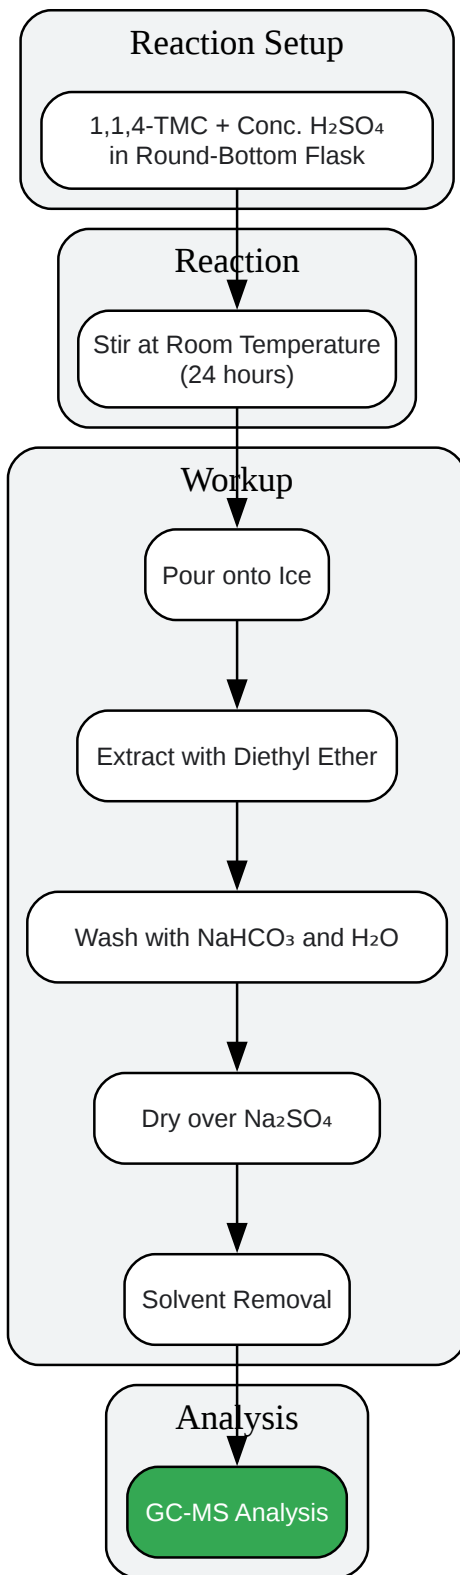 Reaction Setup
1,1,4-TMC + Conc. H₂SO₄
in Round-Bottom Flask
Reaction
Stir at Room Temperature
(24 hours)
Workup
Pour onto Ice
Extract with Diethyl Ether
Wash with NaHCO₃ and H₂O
Dry over Na₂SO₄
Solvent Removal
Analysis
GC-MS Analysis